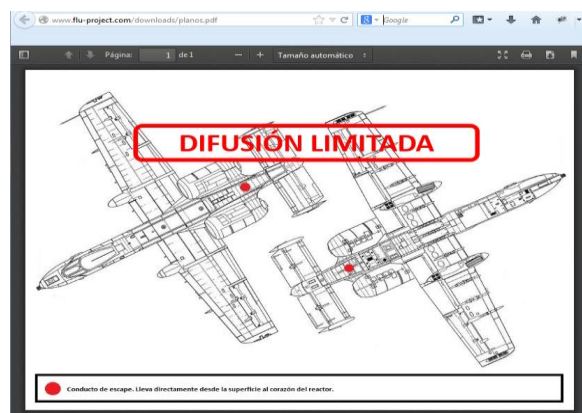 www.flu-project.com/downloads/planos.pdf
Google
Página: 1 de 1
Tamaño automático
DIFUSIÓN LIMITADA
Conducto de escape. Lleva directamente desde la superficie al corazón del reactor.